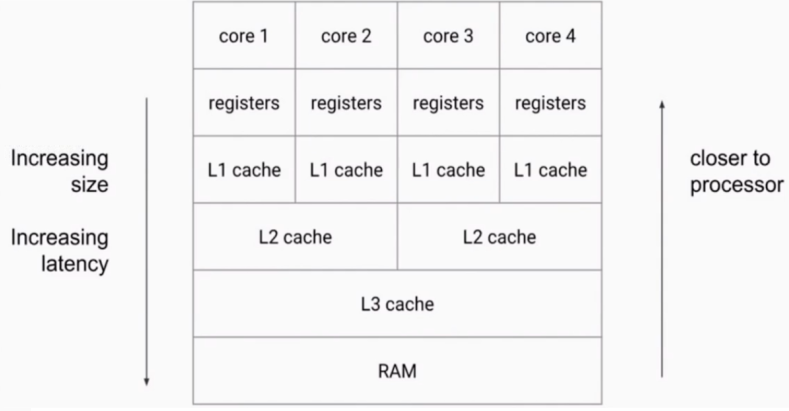 core 1
core 2
core 3
core 4
registers
registers
registers
registers
Increasing
size
L1 cache
L1 cache
L1 cache
L1 cache
closer to
processor
Increasing
latency
L2 cache
L2 cache
L3 cache
RAM